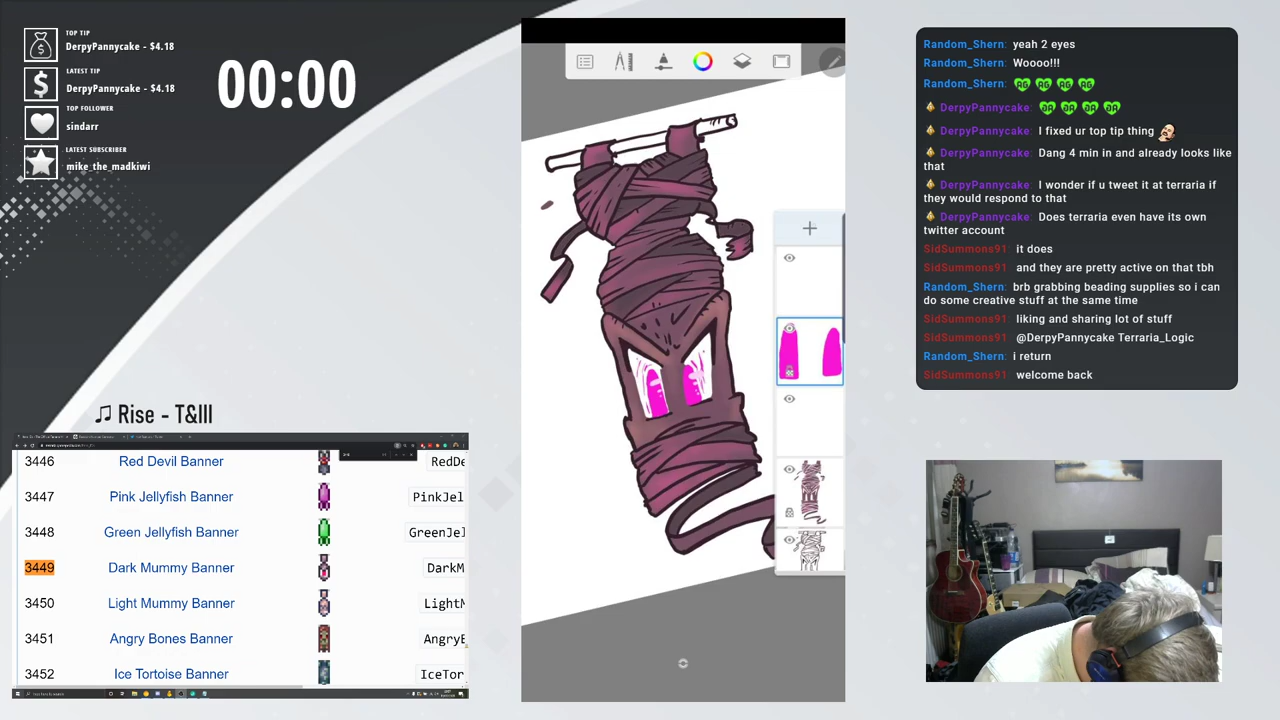 TOP TIP
DerpyPannycake - $4.18
LATEST TIP
DerpyPannycake - $4.18
TOP FOLLOWER
sindarr
LATEST SUBSCRIBER
mike_the_madkiwi
00:00
Rise - T&III
3446 Red Devil Banner RedDe
3447 Pink Jellyfish Banner PinkJel
3448 Green Jellyfish Banner GreenJel
3449 Dark Mummy Banner DarkM
3450 Light Mummy Banner LightM
3451 Angry Bones Banner AngryB
3452 Ice Tortoise Banner IceTor
Random_Shern: yeah 2 eyes
Random_Shern: Woooo!!!
Random_Shern:
DerpyPannycake:
DerpyPannycake: I fixed ur top tip thing
DerpyPannycake: Dang 4 min in and already looks like
that
DerpyPannycake: I wonder if u tweet it at terraria if
they would respond to that
DerpyPannycake: Does terraria even have its own
twitter account
SidSummons91: it does
SidSummons91: and they are pretty active on that tbh
Random_Shern: brb grabbing beading supplies so i can
do some creative stuff at the same time
SidSummons91: liking and sharing lot of stuff
SidSummons91: @DerpyPannycake Terraria_Logic
Random_Shern: i return
SidSummons91: welcome back